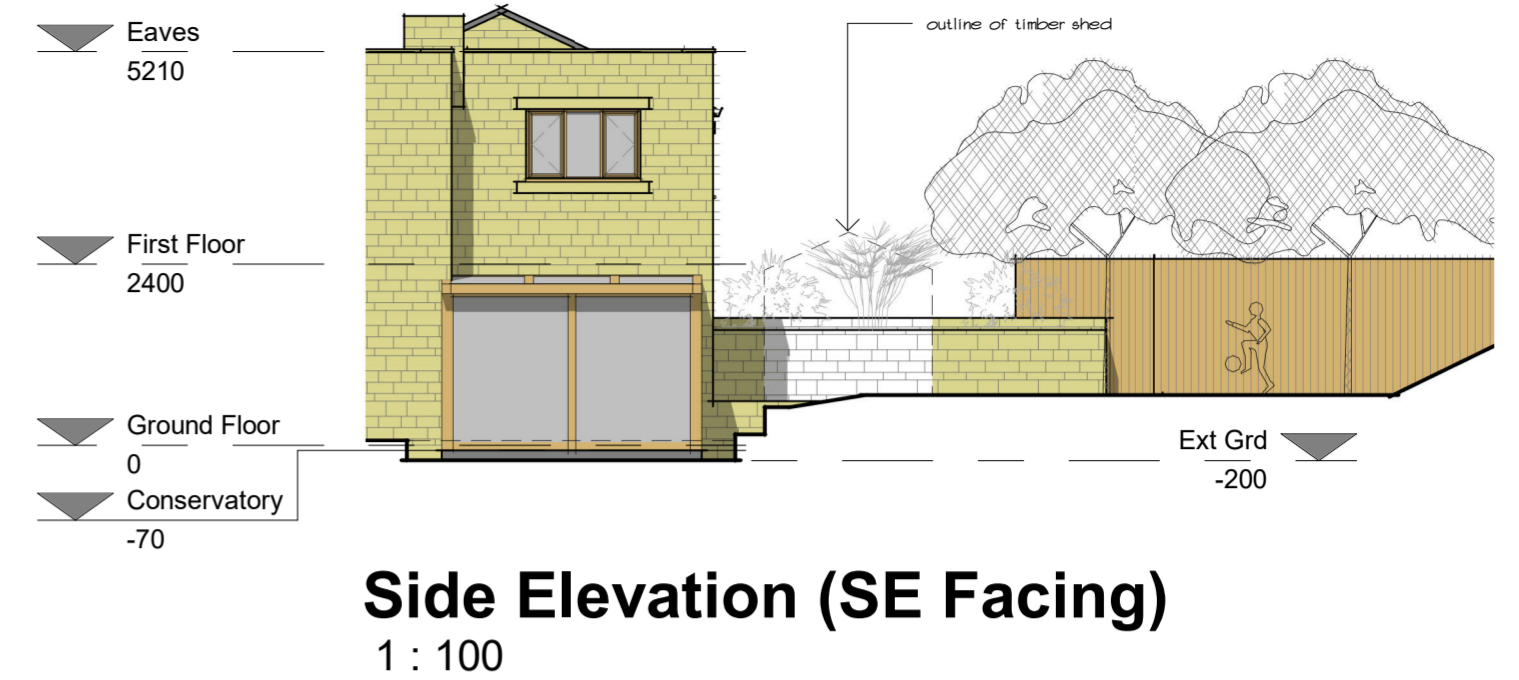 Eaves
5210
outline of timber shed
First Floor
2400
Ground Floor
0
Conservatory
-70
Ext Grd
-200
Side Elevation (SE Facing)
1 : 100